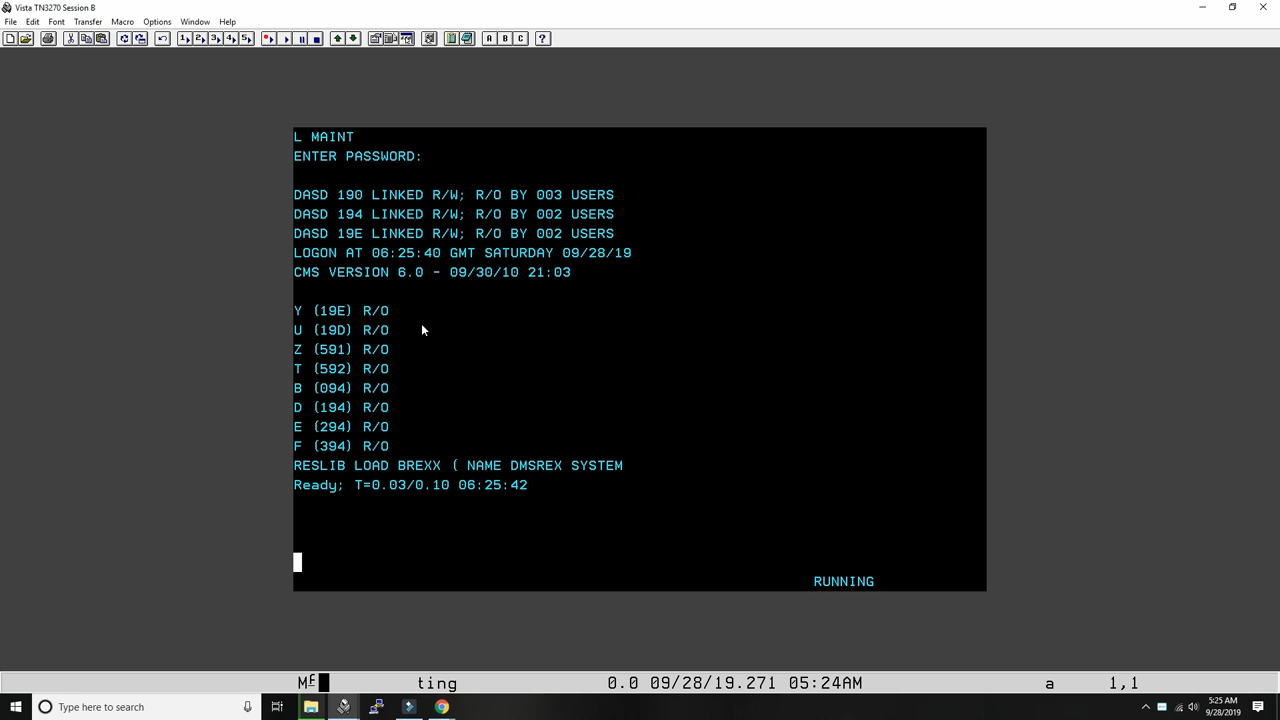 Vista TN3270 Session B
File Edit Font Transfer Macro Options Window Help
1 2 3 4 5 A B C ?
L MAINT
ENTER PASSWORD:
DASD 190 LINKED R/W; R/O BY 003 USERS
DASD 194 LINKED R/W; R/O BY 002 USERS
DASD 19E LINKED R/W; R/O BY 002 USERS
LOGON AT 06:25:40 GMT SATURDAY 09/28/19
CMS VERSION 6.0 - 09/30/10 21:03
Y (19E) R/O
U (19D) R/O
Z (591) R/O
T (592) R/O
B (094) R/O
D (194) R/O
E (294) R/O
F (394) R/O
RESLIB LOAD BREXX ( NAME DMSREX SYSTEM
Ready; T=0.03/0.10 06:25:42
RUNNING
ting 0.0 09/28/19.271 05:24AM a 1,1
Type here to search
5:25 AM
9/28/2019